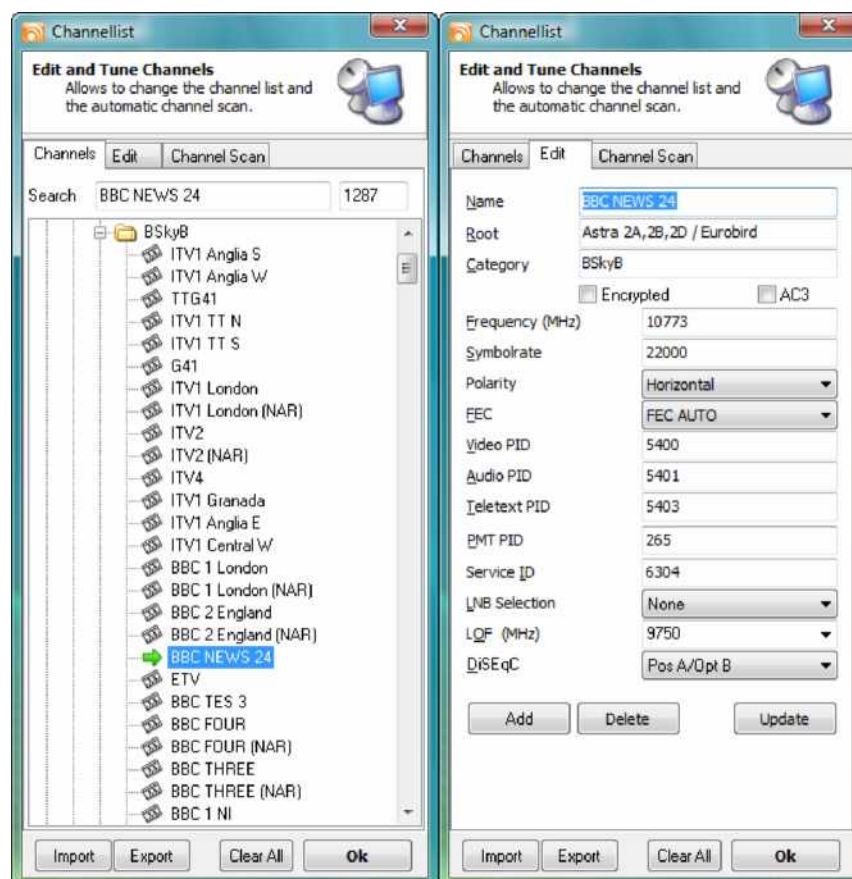 Channellist
Edit and Tune Channels
Allows to change the channel list and
the automatic channel scan.
Channels Edit Channel Scan
Search BBC NEWS 24 1287
BSkyB
ITV1 Anglia S
ITV1 Anglia W
TTG41
ITV1 TT N
ITV1 TT S
G41
ITV1 London
ITV1 London (NAR)
ITV2
ITV2 (NAR)
ITV4
ITV1 Granada
ITV1 Anglia E
ITV1 Central W
BBC 1 London
BBC 1 London (NAR)
BBC 2 England
BBC 2 England (NAR)
BBC NEWS 24
ETV
BBC TES 3
BBC FOUR
BBC FOUR (NAR)
BBC THREE
BBC THREE (NAR)
BBC 1 NI
Import Export Clear All Ok
Channellist
Edit and Tune Channels
Allows to change the channel list and
the automatic channel scan.
Channels Edit Channel Scan
Name BBC NEWS 24
Root Astra 2A,2B,2D / Eurobird
Category BSkyB
Encrypted AC3
Frequency (MHz) 10773
Symbolrate 22000
Polarity Horizontal
FEC FEC AUTO
Video PID 5400
Audio PID 5401
Teletext PID 5403
PMT PID 265
Service ID 6304
LNB Selection None
LOF (MHz) 9750
DiSEqC Pos A/Opt B
Add Delete Update
Import Export Clear All Ok